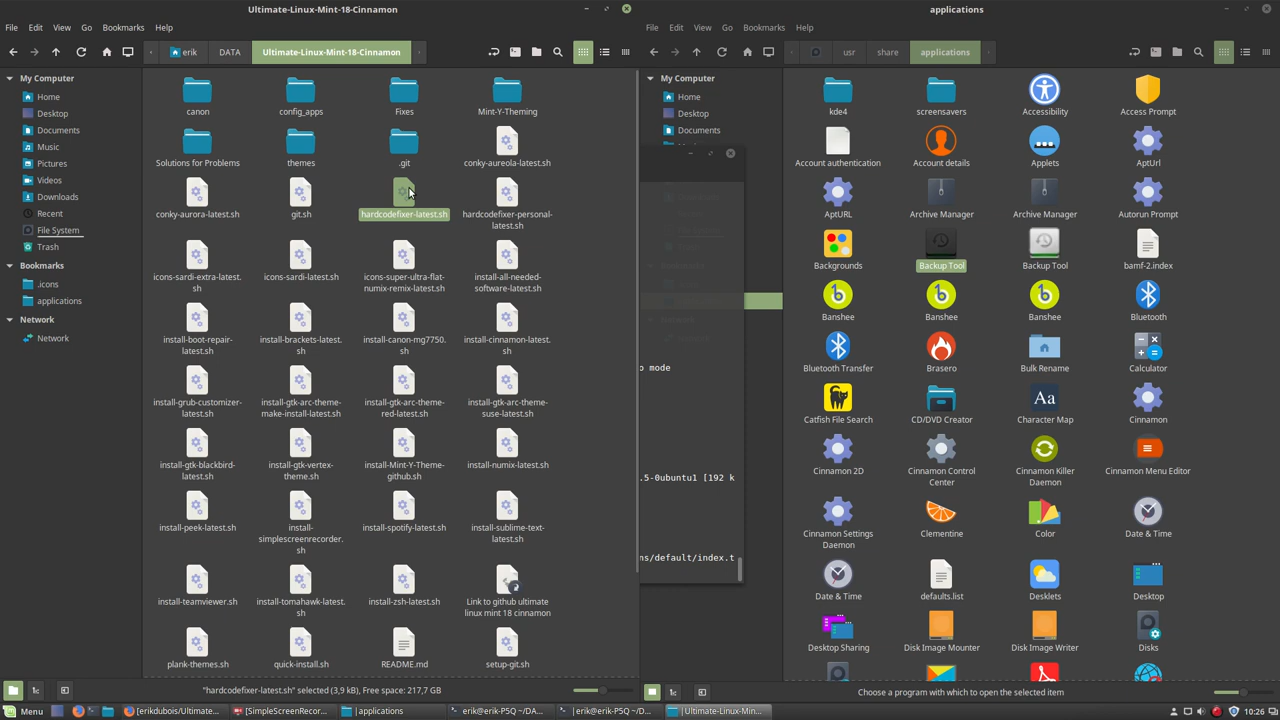 Ultimate-Linux-Mint-18-Cinnamon
File Edit View Go Bookmarks Help
erik DATA Ultimate-Linux-Mint-18-Cinnamon
My Computer
Home
Desktop
Documents
Music
Pictures
Videos
Downloads
Recent
File System
Trash
Bookmarks
.icons
applications
Network
Network
canon config_apps Fixes Mint-Y-Theming
Solutions for Problems themes .git conky-aureola-latest.sh
conky-aurora-latest.sh git.sh hardcodefixer-latest.sh hardcodefixer-personal-
latest.sh
icons-sardi-extra-latest. icons-sardi-latest.sh icons-super-ultra-flat- install-all-needed-
sh numix-remix-latest.sh software-latest.sh
install-boot-repair- install-brackets-latest. install-canon-mg7750. install-cinnamon-latest.
latest.sh sh sh sh
install-grub-customizer- install-gtk-arc-theme- install-gtk-arc-theme- install-gtk-arc-theme-
latest.sh make-install-latest.sh red-latest.sh suse-latest.sh
install-gtk-blackbird- install-gtk-vertex- install-Mint-Y-Theme- install-numix-latest.sh
latest.sh theme.sh github.sh
install-peek-latest.sh install- install-spotify-latest.sh install-sublime-text-
simplescreenrecorder. latest.sh
sh
install-teamviewer.sh install-tomahawk-latest. install-zsh-latest.sh Link to github ultimate
sh linux mint 18 cinnamon
plank-themes.sh quick-install.sh README.md setup-git.sh
"hardcodefixer-latest.sh" selected (3,9 kB), Free space: 217,7 GB
mode
.5-0ubuntu1 [192 k
ns/default/index.t
applications
File Edit View Go Bookmarks Help
usr share applications
My Computer
Home
Desktop
Documents
kde4 screensavers Accessibility Access Prompt
Account authentication Account details Applets AptUrl
AptURL Archive Manager Archive Manager Autorun Prompt
Backgrounds Backup Tool Backup Tool bamf-2.index
Banshee Banshee Banshee Bluetooth
Bluetooth Transfer Brasero Bulk Rename Calculator
Catfish File Search CD/DVD Creator Character Map Cinnamon
Cinnamon 2D Cinnamon Control Cinnamon Killer Cinnamon Menu Editor
Center Daemon
Cinnamon Settings Clementine Color Date & Time
Daemon
Date & Time defaults.list Desklets Desktop
Desktop Sharing Disk Image Mounter Disk Image Writer Disks
Choose a program with which to open the selected item
Menu [erikdubois/Ultimate... [SimpleScreenRecor... applications erik@erik-P5Q ~/DA... erik@erik-P5Q ~/D... Ultimate-Linux-Min... 10:26